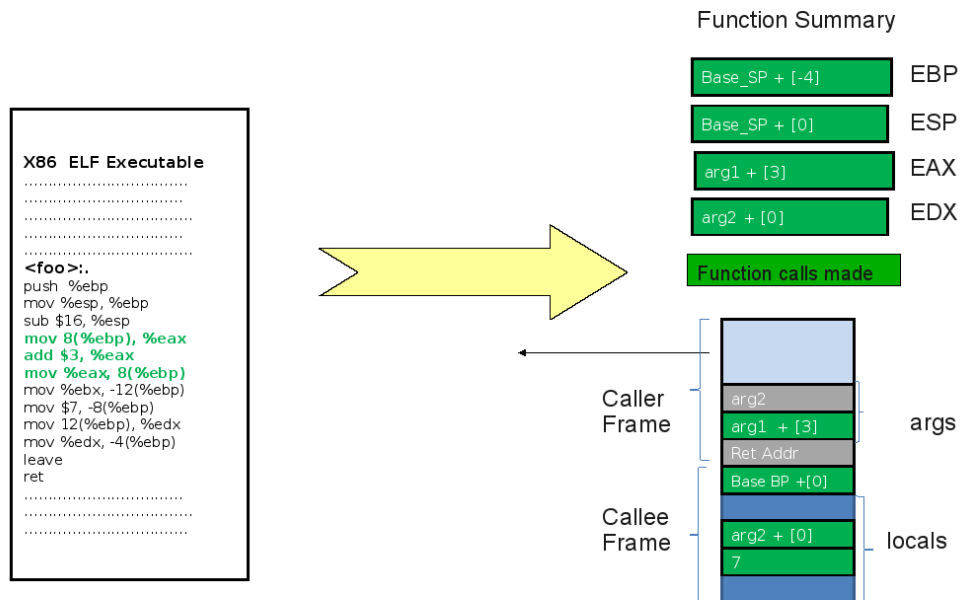 Function Summary
Base_SP + [-4] EBP
Base_SP + [0] ESP
arg1 + [3] EAX
arg2 + [0] EDX
Function calls made
X86 ELF Executable
..................................
.................................
...................................
.................................
...................................
<foo>:.
push %ebp
mov %esp, %ebp
sub $16, %esp
mov 8(%ebp), %eax
add $3, %eax
mov %eax, 8(%ebp)
mov %ebx, -12(%ebp)
mov $7, -8(%ebp)
mov 12(%ebp), %edx
mov %edx, -4(%ebp)
leave
ret
.................................
...................................
..................................
Caller
Frame
arg2
arg1 + [3]
Ret Addr
args
Base BP +[0]
Callee
Frame
arg2 + [0]
7
locals